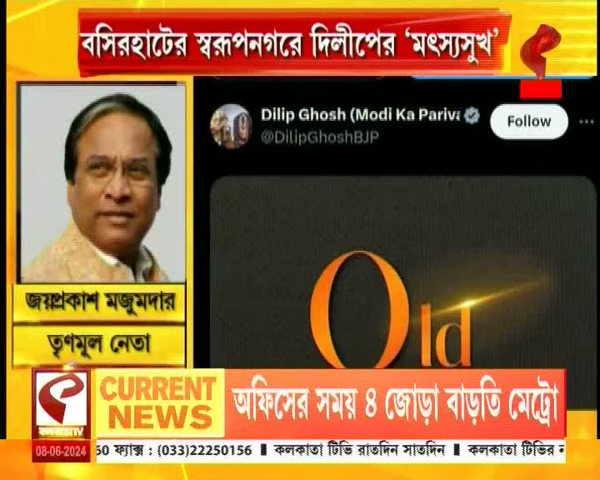 বসিরহাটের স্বরূপনগরে দিলীপের ‘মৎস্যসুখ’
Dilip Ghosh (Modi Ka Pariva
@DilipGhoshBJP
Follow
Old
জয়প্রকাশ মজুমদার
তৃণমূল নেতা
CURRENT
NEWS
অফিসের সময় ৪ জোড়া বাড়তি মেট্রো
08-06-2024
60 ফ্যাক্স : (033)22250156 ▮ কলকাতা টিভি রাতদিন সাতদিন ▮ কলকাতা টিভির